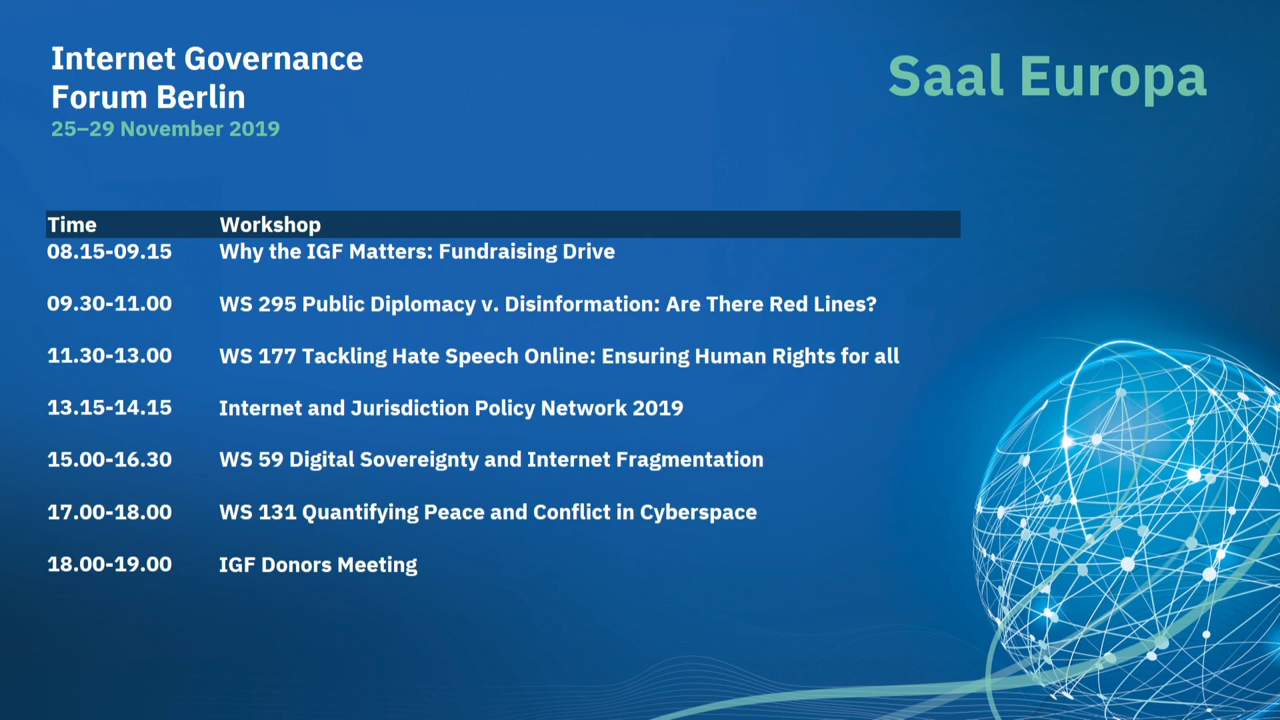 Internet Governance
Forum Berlin
25–29 November 2019
Saal Europa
Time Workshop
08.15-09.15 Why the IGF Matters: Fundraising Drive
09.30-11.00 WS 295 Public Diplomacy v. Disinformation: Are There Red Lines?
11.30-13.00 WS 177 Tackling Hate Speech Online: Ensuring Human Rights for all
13.15-14.15 Internet and Jurisdiction Policy Network 2019
15.00-16.30 WS 59 Digital Sovereignty and Internet Fragmentation
17.00-18.00 WS 131 Quantifying Peace and Conflict in Cyberspace
18.00-19.00 IGF Donors Meeting